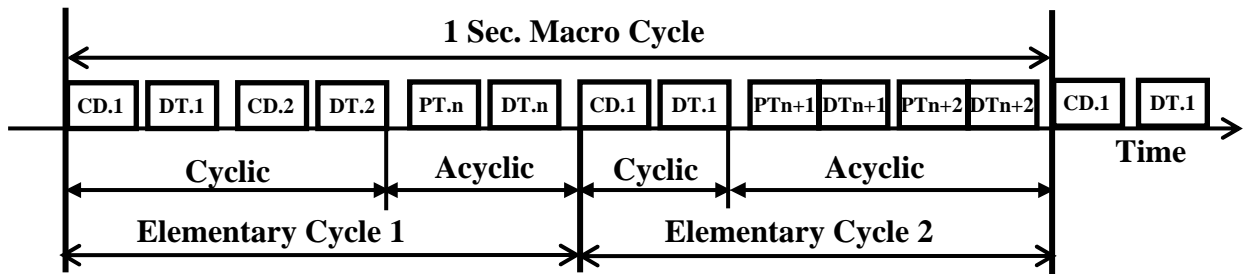 1 Sec. Macro Cycle
CD.1 DT.1 CD.2 DT.2 PT.n DT.n CD.1 DT.1 PTn+1 DTn+1 PTn+2 DTn+2 CD.1 DT.1
Time
Cyclic Acyclic Cyclic Acyclic
Elementary Cycle 1 Elementary Cycle 2